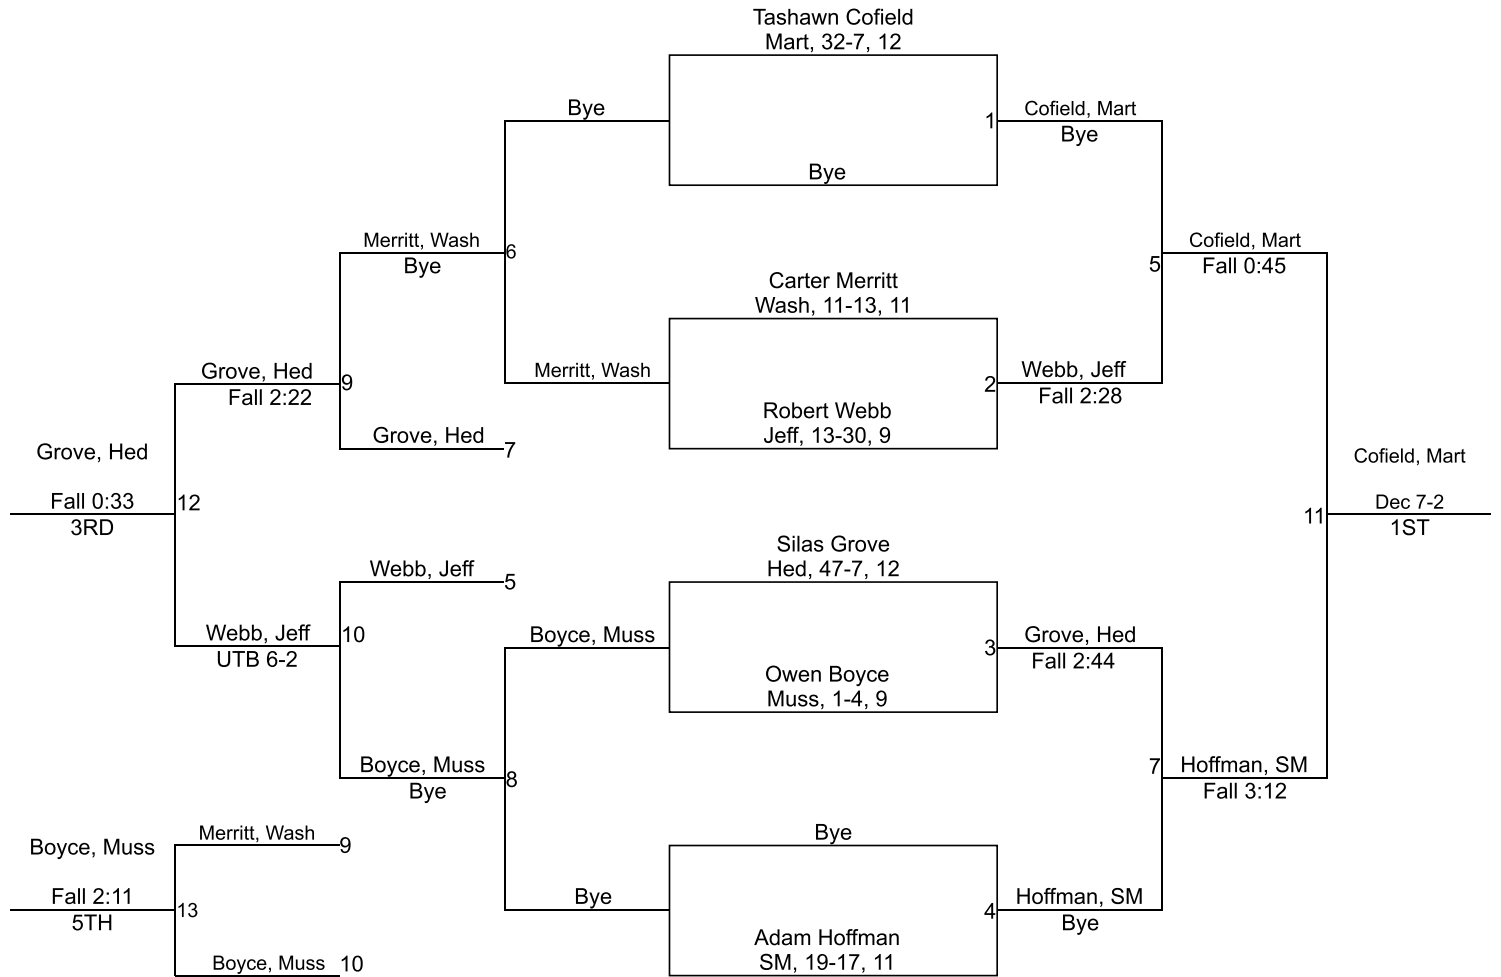 Tashawn Cofield
Mart, 32-7, 12
Bye
1
Cofield, Mart
Bye
Bye
Merritt, Wash
Bye
6
5
Cofield, Mart
Fall 0:45
Carter Merritt
Wash, 11-13, 11
Merritt, Wash
2
Webb, Jeff
Fall 2:28
Robert Webb
Jeff, 13-30, 9
Grove, Hed
Fall 2:22
9
Grove, Hed
7
Grove, Hed
Fall 0:33
3RD
12
Cofield, Mart
Dec 7-2
1ST
11
Silas Grove
Hed, 47-7, 12
Webb, Jeff
5
Webb, Jeff
UTB 6-2
10
Boyce, Muss
3
Grove, Hed
Fall 2:44
Owen Boyce
Muss, 1-4, 9
Boyce, Muss
Bye
8
7
Hoffman, SM
Fall 3:12
Bye
Merritt, Wash
9
Boyce, Muss
Fall 2:11
5TH
13
Bye
4
Hoffman, SM
Bye
Adam Hoffman
SM, 19-17, 11
Boyce, Muss
10